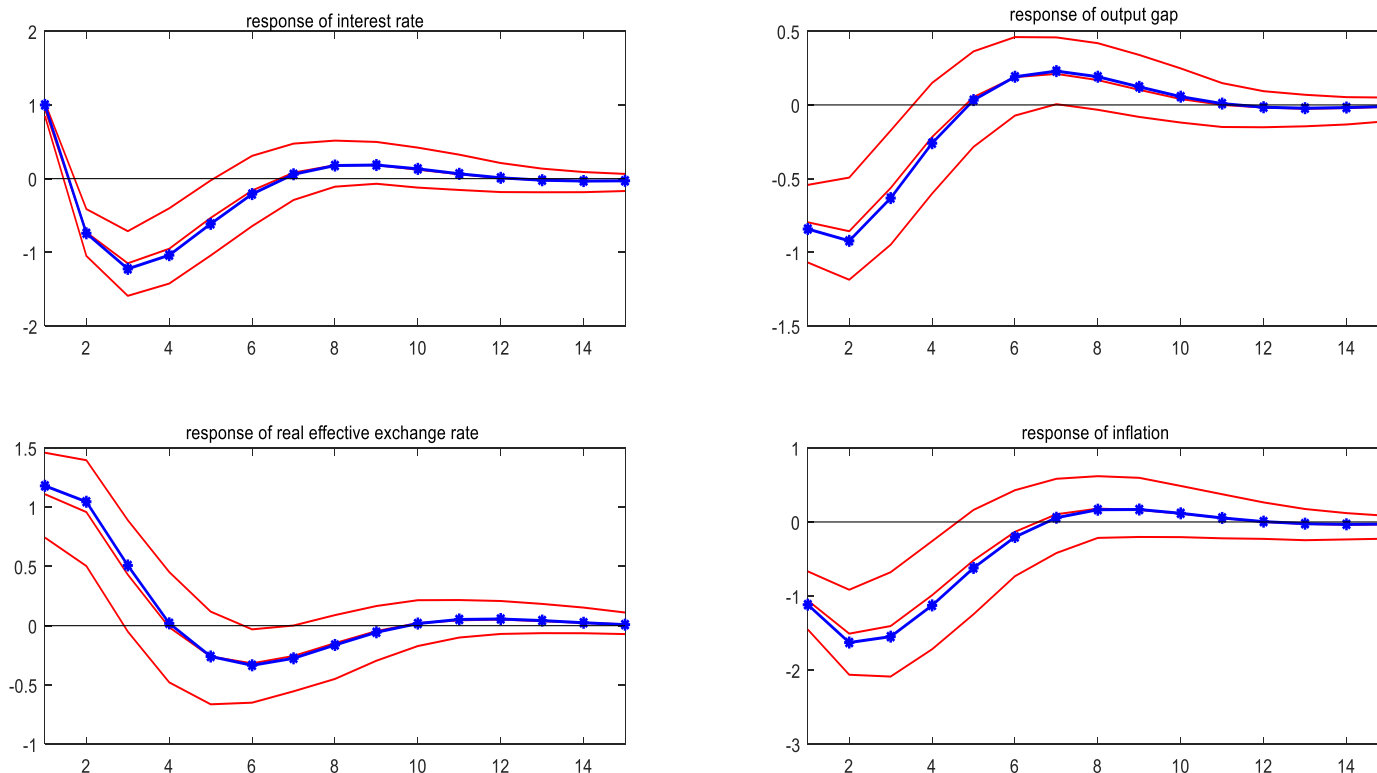 response of interest rate
2
1
0
-1
-2
2 4 6 8 10 12 14
response of output gap
0.5
0
-0.5
-1
-1.5
2 4 6 8 10 12 14
response of real effective exchange rate
1.5
1
0.5
0
-0.5
-1
2 4 6 8 10 12 14
response of inflation
1
0
-1
-2
-3
2 4 6 8 10 12 14